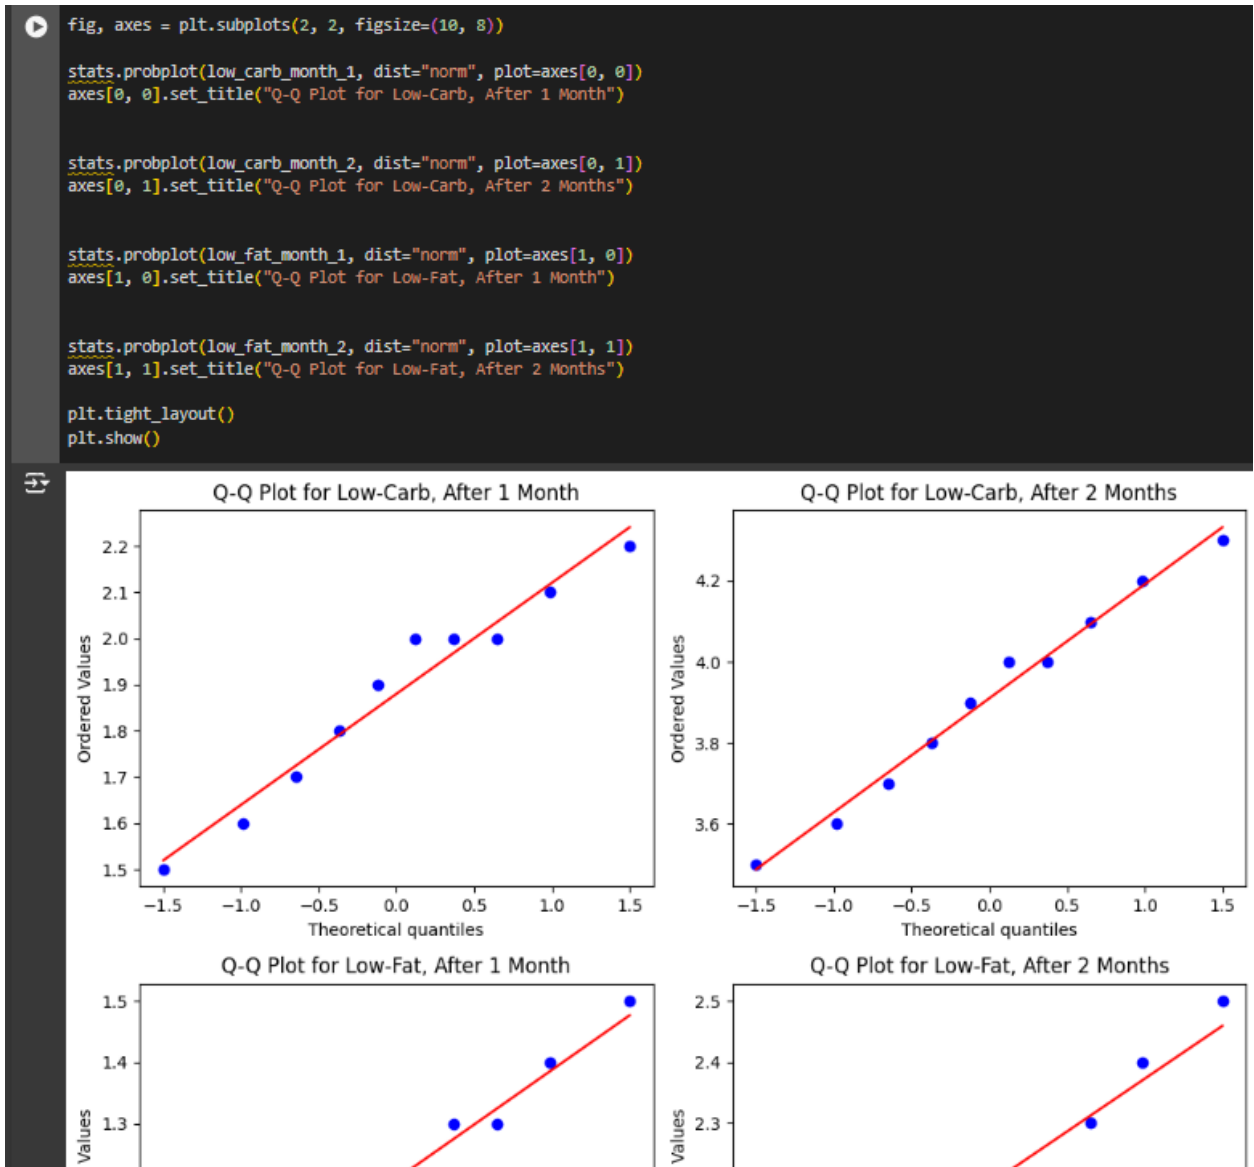 fig, axes = plt.subplots(2, 2, figsize=(10, 8))
stats.probplot(low_carb_month_1, dist="norm", plot=axes[0, 0])
axes[0, 0].set_title("Q-Q Plot for Low-Carb, After 1 Month")
stats.probplot(low_carb_month_2, dist="norm", plot=axes[0, 1])
axes[0, 1].set_title("Q-Q Plot for Low-Carb, After 2 Months")
stats.probplot(low_fat_month_1, dist="norm", plot=axes[1, 0])
axes[1, 0].set_title("Q-Q Plot for Low-Fat, After 1 Month")
stats.probplot(low_fat_month_2, dist="norm", plot=axes[1, 1])
axes[1, 1].set_title("Q-Q Plot for Low-Fat, After 2 Months")
plt.tight_layout()
plt.show()
Q-Q Plot for Low-Carb, After 1 Month
2.2
2.1
2.0
1.9
1.8
1.7
1.6
1.5
Ordered Values
−1.5 −1.0 −0.5 0.0 0.5 1.0 1.5
Theoretical quantiles
Q-Q Plot for Low-Carb, After 2 Months
4.2
4.0
3.8
3.6
Ordered Values
−1.5 −1.0 −0.5 0.0 0.5 1.0 1.5
Theoretical quantiles
Q-Q Plot for Low-Fat, After 1 Month
1.5
1.4
1.3
Values
Q-Q Plot for Low-Fat, After 2 Months
2.5
2.4
2.3
Values